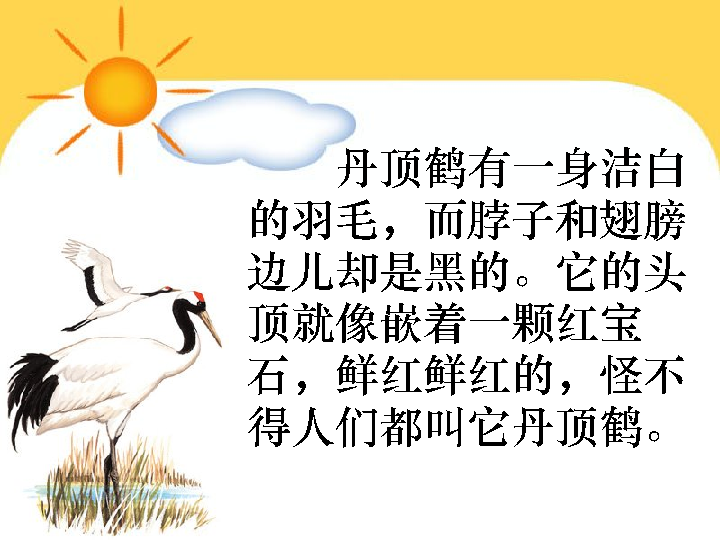 丹顶鹤有一身洁白
的羽毛，而脖子和翅膀
边儿却是黑的。它的头
顶就像嵌着一颗红宝
石，鲜红鲜红的，怪不
得人们都叫它丹顶鹤。